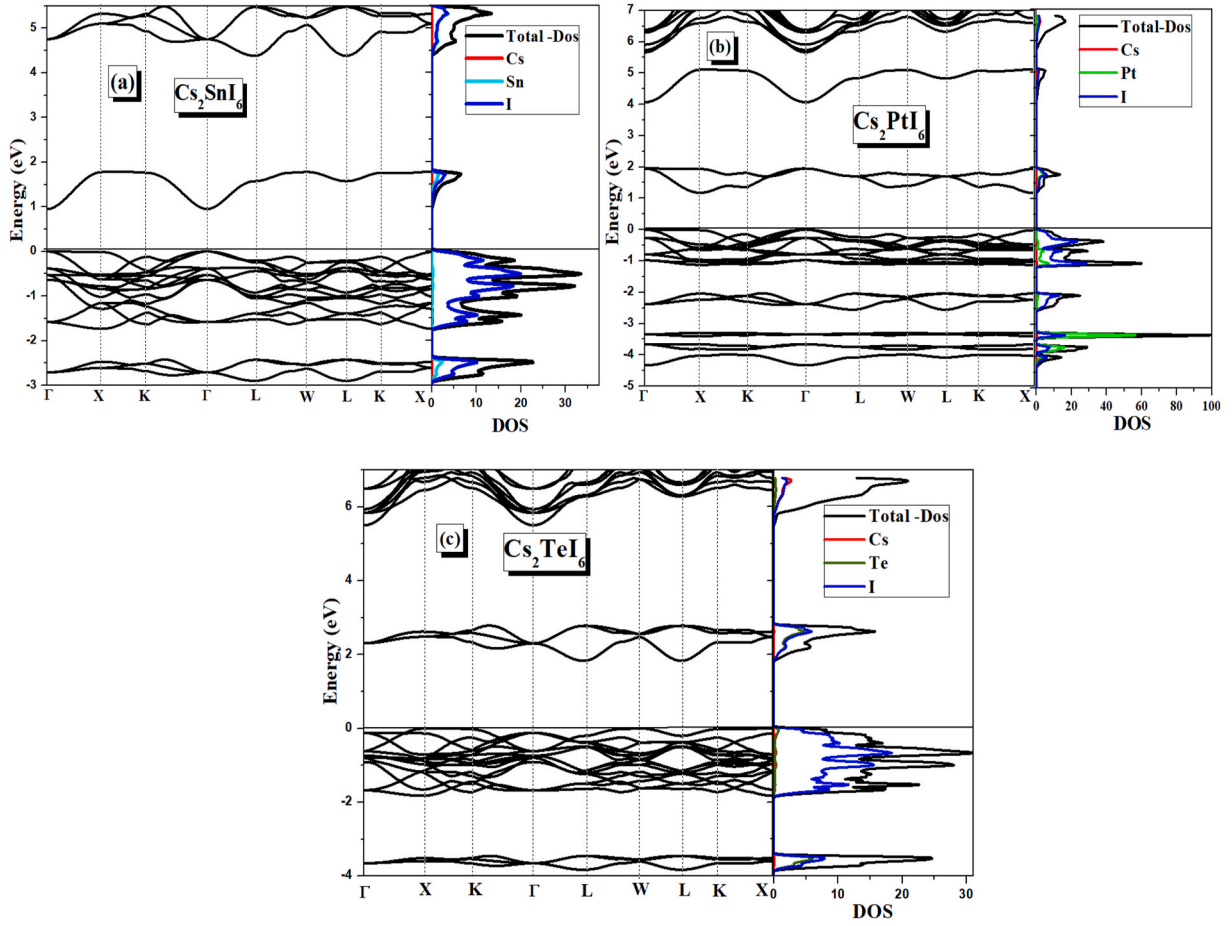 (a)
Cs2SnI6
Energy (eV)
5
4
3
2
1
0
-1
-2
-3
Γ X K Γ L W L K X
Total -Dos
Cs
Sn
I
0 10 20 30
DOS
(b)
Cs2PtI6
Energy (eV)
7
6
5
4
3
2
1
0
-1
-2
-3
-4
-5
Γ X K Γ L W L K X
Total-Dos
Cs
Pt
I
0 20 40 60 80 100
DOS
(c)
Cs2TeI6
Energy (eV)
6
4
2
0
-2
-4
Γ X K Γ L W L K X
Total -Dos
Cs
Te
I
0 10 20 30
DOS